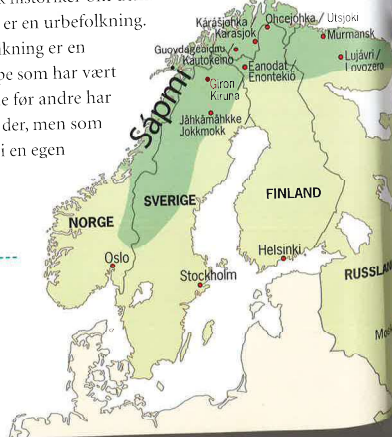 er en urbefolkning.
kning er en
pe som har vært
e før andre har
der, men som
i en egen
Kárášjohka
Karasjok
Ohcejohka / Utsjoki
Murmansk
Guovdageaidnu /
Kautokeino
Eanodat
Enontekiö
Lujávri /
Lovozero
Giron
Kiruna
Jåhkåmåhkke
Jokkmokk
Sápmi
SVERIGE
FINLAND
NORGE
Oslo
Helsinki
Stockholm
RUSSLAN